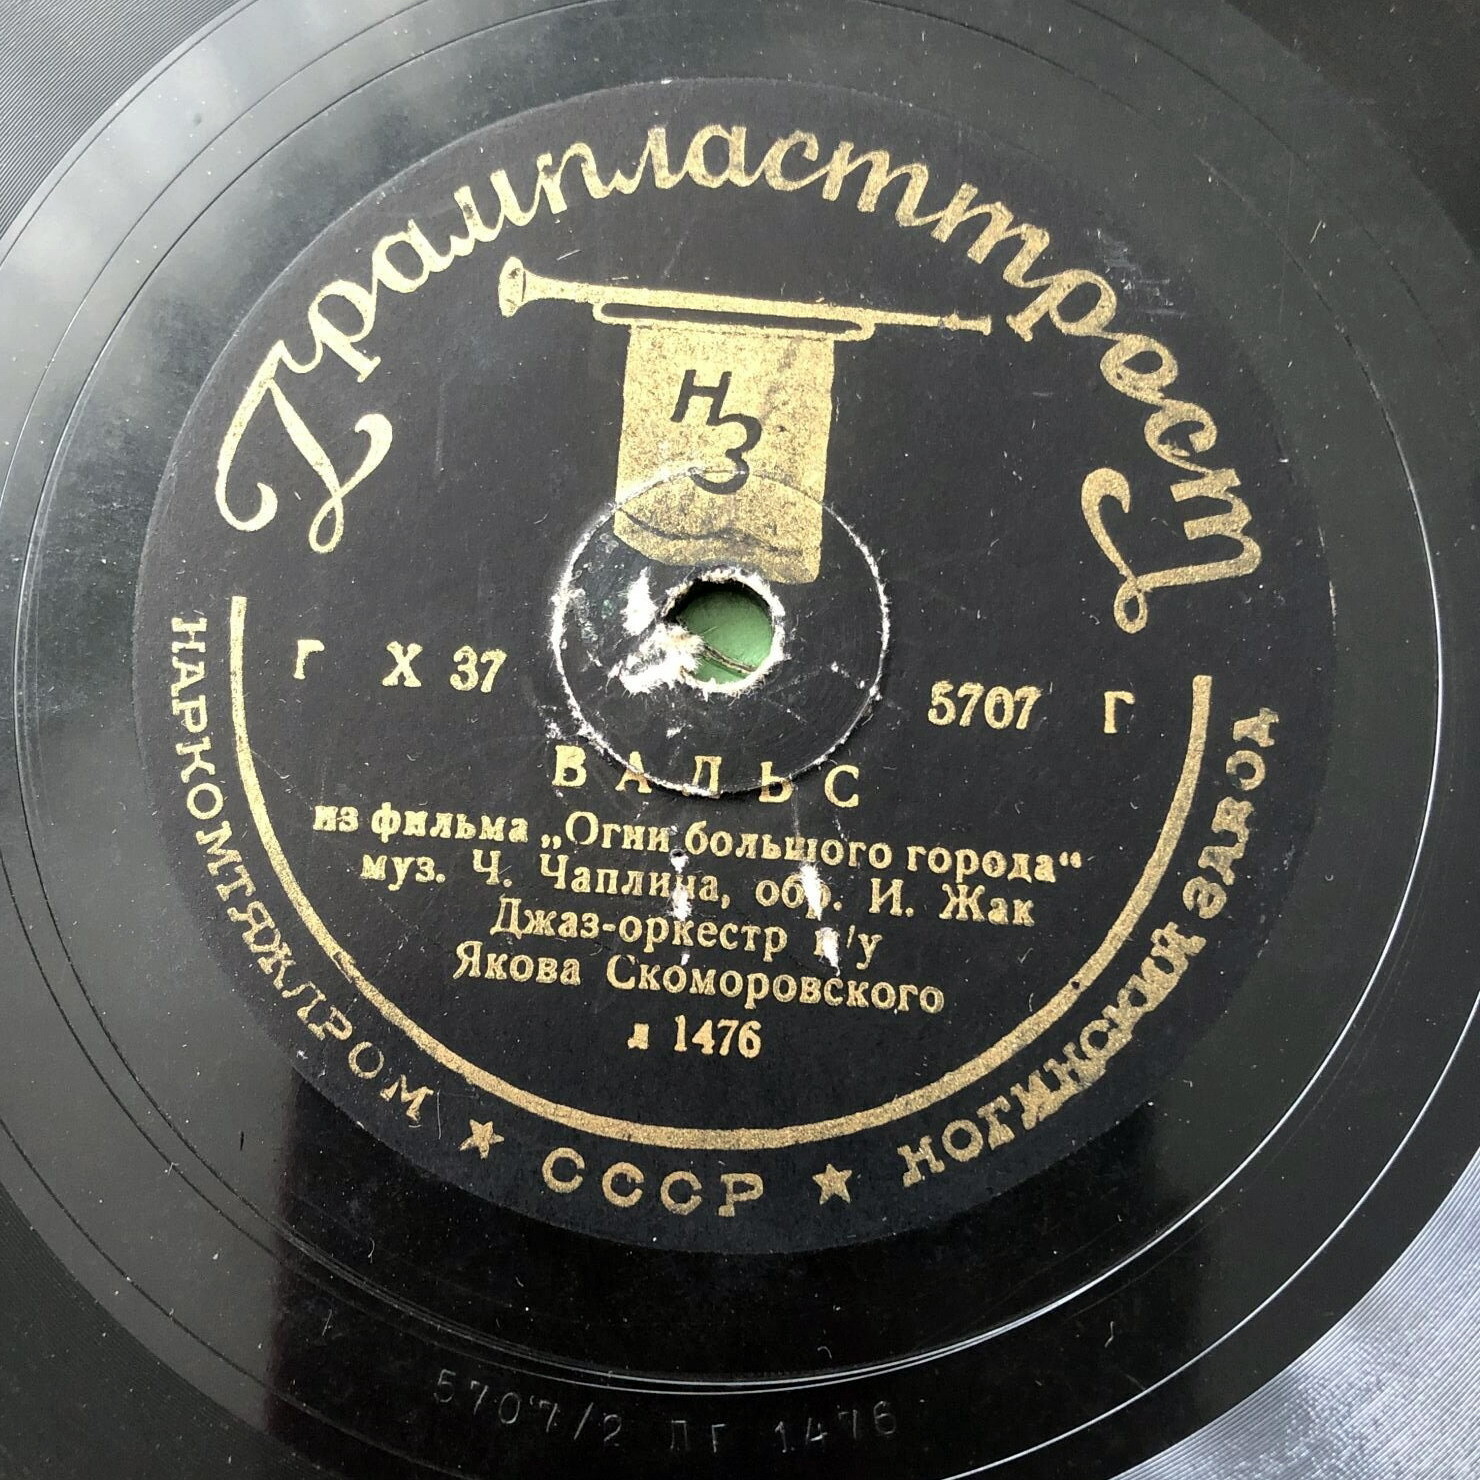 Грампласттрест
НЗ
Г Х 37 5707 Г
ВАЛЬС
из фильма „Огни большого города“
муз. Ч. Чаплина, обр. И. Жак
Джаз-оркестр п/у
Якова Скоморовского
л 1476
НАРКОМТЯЖПРОМ ★ СССР ★ НОГИНСКИЙ ЗАВОД
5707/2 ЛГ 1476